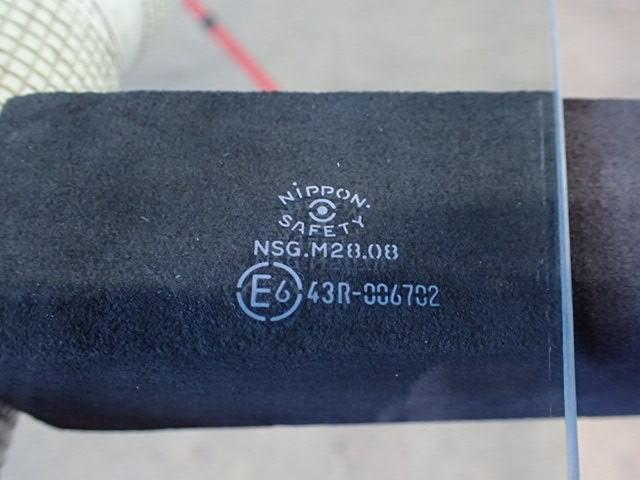 NiPPON.
SAFETY
NSG.M28.08
E6 43R-006702